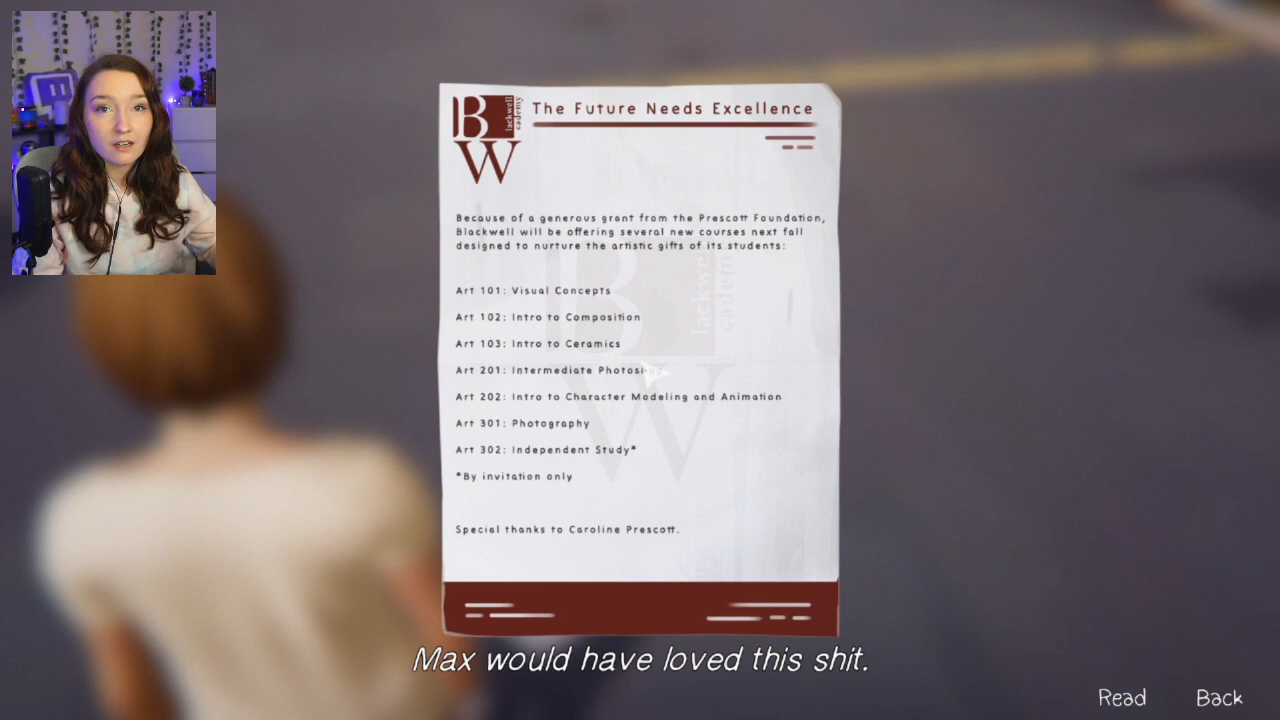 B lackwell cademy
W
The Future Needs Excellence
Because of a generous grant from the Prescott Foundation,
Blackwell will be offering several new courses next fall
designed to nurture the artistic gifts of its students:
Art 101: Visual Concepts
Art 102: Intro to Composition
Art 103: Intro to Ceramics
Art 201: Intermediate
Art 202: Intro to Character Modeling and Animation
Art 301: Photography
Art 302: Independent Study*
*By invitation only
Special thanks to Caroline Prescott.
Max would have loved this shit.
Read Back